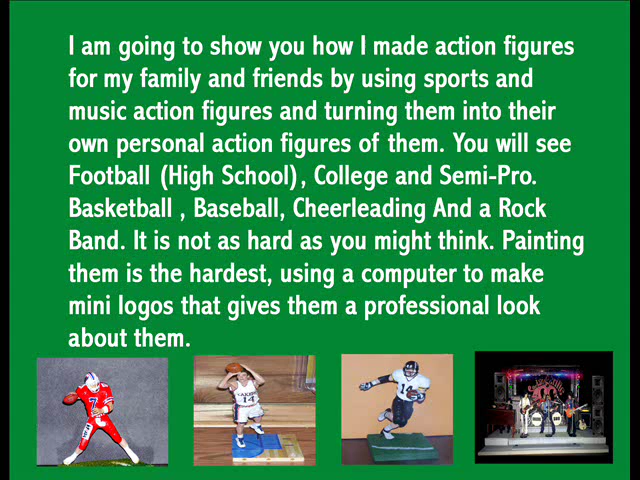 I am going to show you how I made action figures
for my family and friends by using sports and
music action figures and turning them into their
own personal action figures of them. You will see
Football (High School), College and Semi-Pro.
Basketball , Baseball, Cheerleading And a Rock
Band. It is not as hard as you might think. Painting
them is the hardest, using a computer to make
mini logos that gives them a professional look
about them.
7
14
14